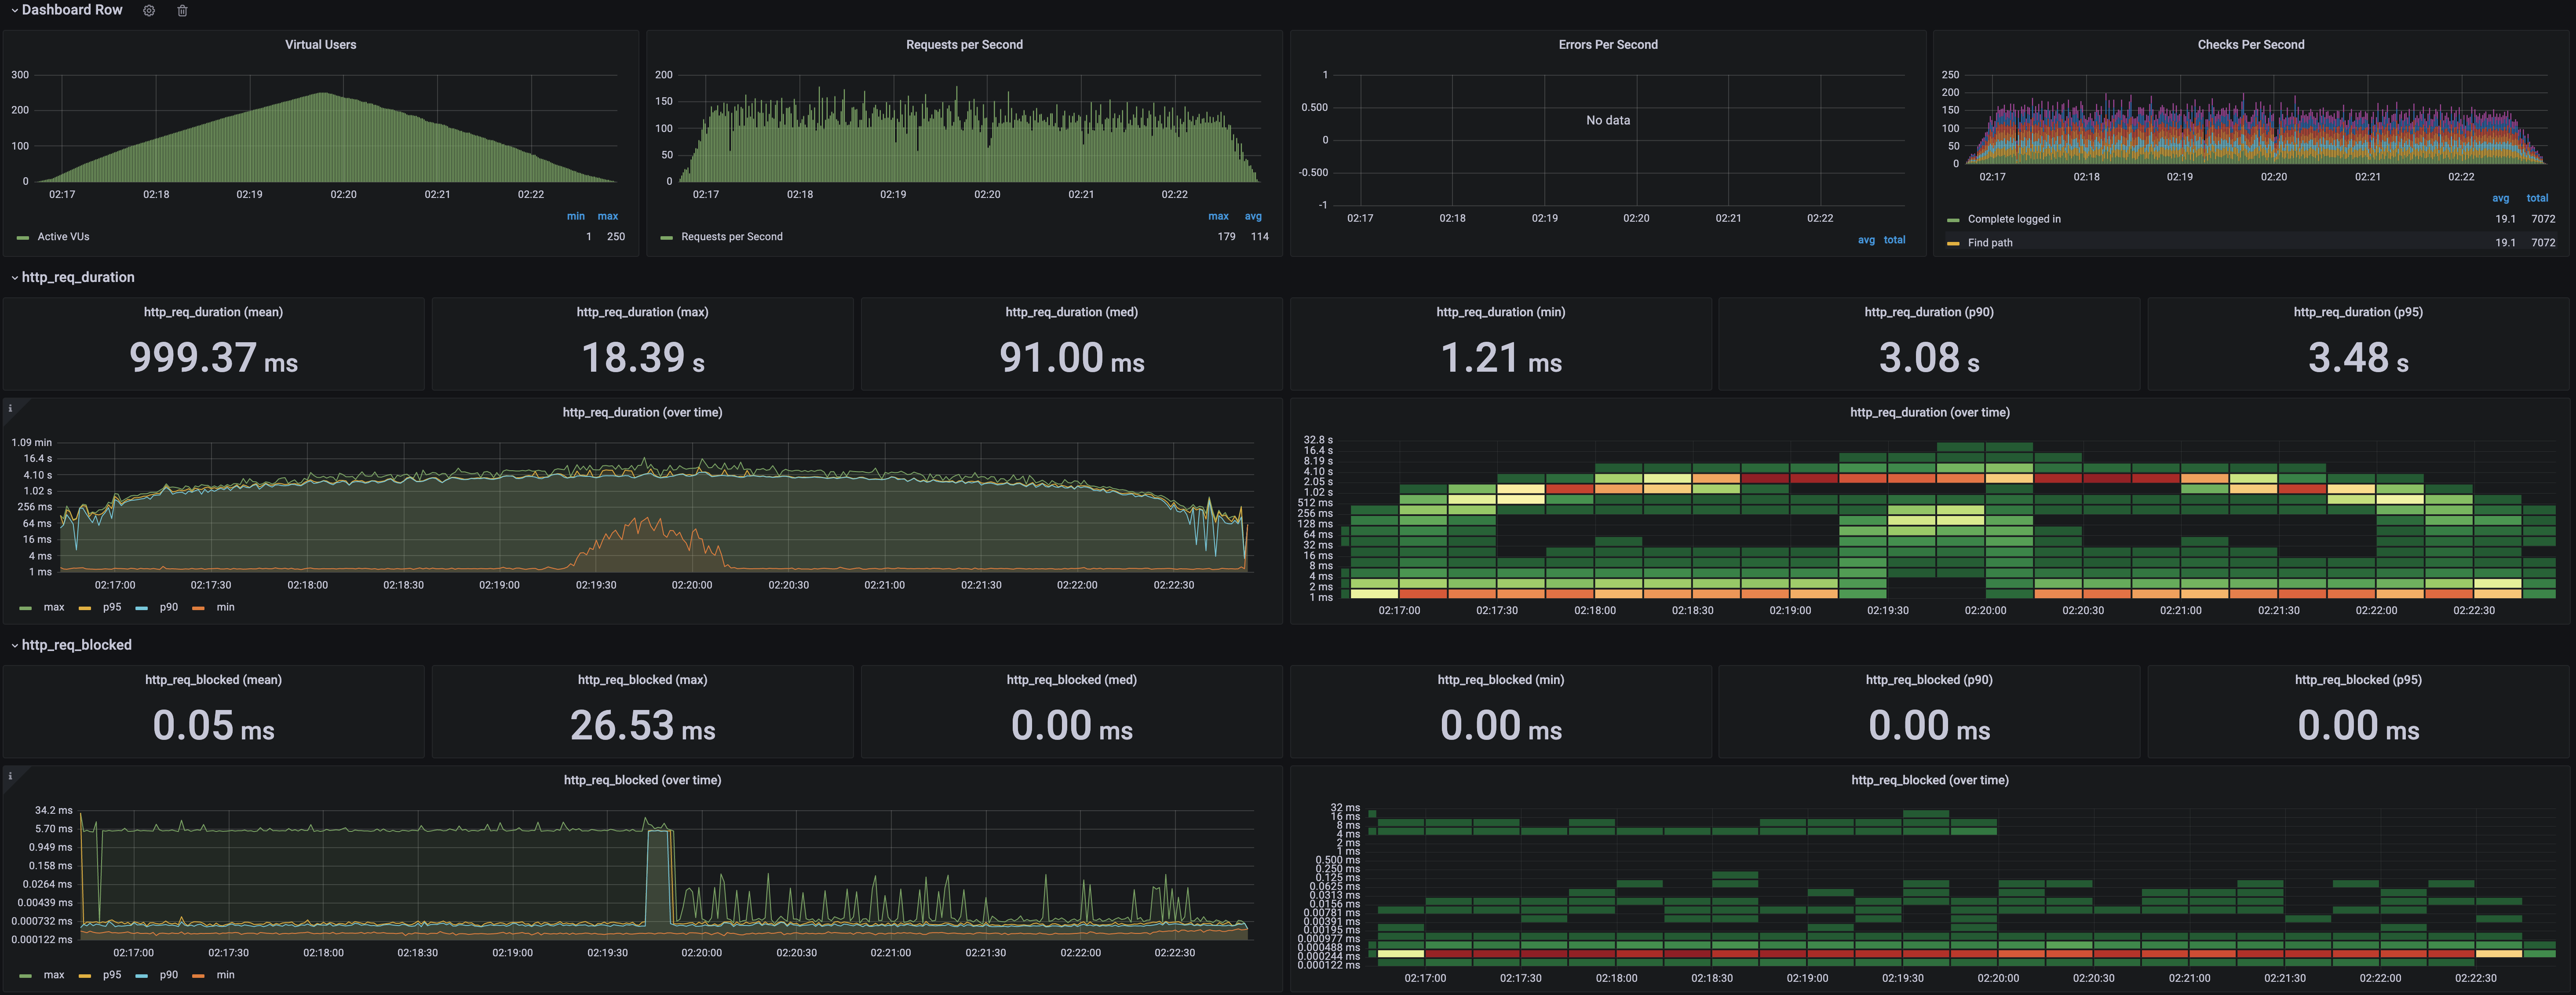 Dashboard Row
Virtual Users
300
200
100
0
02:17 02:18 02:19 02:20 02:21 02:22
min max
Active VUs 1 250
Requests per Second
200
150
100
50
0
02:17 02:18 02:19 02:20 02:21 02:22
max avg
Requests per Second 179 114
Errors Per Second
1
0.500
0
-0.500
-1
No data
02:17 02:18 02:19 02:20 02:21 02:22
avg total
Checks Per Second
250
200
150
100
50
0
02:17 02:18 02:19 02:20 02:21 02:22
avg total
Complete logged in 19.1 7072
Find path 19.1 7072
http_req_duration
http_req_duration (mean)
999.37 ms
http_req_duration (max)
18.39 s
http_req_duration (med)
91.00 ms
http_req_duration (min)
1.21 ms
http_req_duration (p90)
3.08 s
http_req_duration (p95)
3.48 s
i
http_req_duration (over time)
1.09 min
16.4 s
4.10 s
1.02 s
256 ms
64 ms
16 ms
4 ms
1 ms
02:17:00 02:17:30 02:18:00 02:18:30 02:19:00 02:19:30 02:20:00 02:20:30 02:21:00 02:21:30 02:22:00 02:22:30
max p95 p90 min
http_req_duration (over time)
32.8 s
16.4 s
8.19 s
4.10 s
2.05 s
1.02 s
512 ms
256 ms
128 ms
64 ms
32 ms
16 ms
8 ms
4 ms
2 ms
1 ms
02:17:00 02:17:30 02:18:00 02:18:30 02:19:00 02:19:30 02:20:00 02:20:30 02:21:00 02:21:30 02:22:00 02:22:30
http_req_blocked
http_req_blocked (mean)
0.05 ms
http_req_blocked (max)
26.53 ms
http_req_blocked (med)
0.00 ms
http_req_blocked (min)
0.00 ms
http_req_blocked (p90)
0.00 ms
http_req_blocked (p95)
0.00 ms
i
http_req_blocked (over time)
34.2 ms
5.70 ms
0.949 ms
0.158 ms
0.0264 ms
0.00439 ms
0.000732 ms
0.000122 ms
02:17:00 02:17:30 02:18:00 02:18:30 02:19:00 02:19:30 02:20:00 02:20:30 02:21:00 02:21:30 02:22:00 02:22:30
max p95 p90 min
http_req_blocked (over time)
32 ms
16 ms
8 ms
4 ms
2 ms
1 ms
0.500 ms
0.250 ms
0.125 ms
0.0625 ms
0.0313 ms
0.0156 ms
0.00781 ms
0.00391 ms
0.00195 ms
0.000977 ms
0.000488 ms
0.000244 ms
0.000122 ms
02:17:00 02:17:30 02:18:00 02:18:30 02:19:00 02:19:30 02:20:00 02:20:30 02:21:00 02:21:30 02:22:00 02:22:30